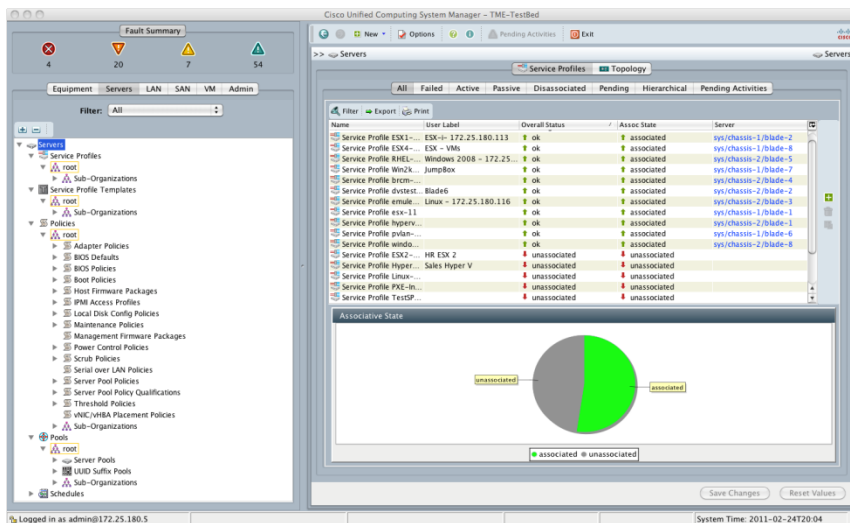 Cisco Unified Computing System Manager - TME-TestBed
Fault Summary
4 20 7 54
Equipment Servers LAN SAN VM Admin
Filter: All
Servers
Service Profiles
root
Sub-Organizations
Service Profile Templates
root
Sub-Organizations
Policies
root
Adapter Policies
BIOS Defaults
BIOS Policies
Boot Policies
Host Firmware Packages
IPMI Access Profiles
Local Disk Config Policies
Maintenance Policies
Management Firmware Packages
Power Control Policies
Scrub Policies
Serial over LAN Policies
Server Pool Policies
Server Pool Policy Qualifications
Threshold Policies
vNIC/vHBA Placement Policies
Sub-Organizations
Pools
root
Server Pools
UUID Suffix Pools
Sub-Organizations
Schedules
New Options Pending Activities Exit
>> Servers Servers
Service Profiles Topology
All Failed Active Passive Disassociated Pending Hierarchical Pending Activities
Filter Export Print
Name User Label Overall Status Assoc State Server
Service Profile ESX1-... ESX-i- 172.25.180.113 ok associated sys/chassis-1/blade-2
Service Profile ESX4-... ESX - VMs ok associated sys/chassis-1/blade-8
Service Profile RHEL-... Windows 2008 - 172.25... ok associated sys/chassis-2/blade-5
Service Profile Win2k... JumpBox ok associated sys/chassis-1/blade-7
Service Profile brcm-... ok associated sys/chassis-2/blade-4
Service Profile dvstest... Blade6 ok associated sys/chassis-2/blade-2
Service Profile emule... Linux - 172.25.180.116 ok associated sys/chassis-2/blade-3
Service Profile esx-11 ok associated sys/chassis-1/blade-1
Service Profile hyperv... ok associated sys/chassis-2/blade-1
Service Profile pvlan-... ok associated sys/chassis-1/blade-6
Service Profile windo... ok associated sys/chassis-2/blade-8
Service Profile ESX2-... HR ESX 2 unassociated unassociated
Service Profile Hyper... Sales Hyper V unassociated unassociated
Service Profile Linux-... unassociated unassociated
Service Profile PXE-In... unassociated unassociated
Service Profile TestSP... unassociated unassociated
Associative State
unassociated
associated
associated unassociated
Save Changes Reset Values
Logged in as admin@172.25.180.5 System Time: 2011-02-24T20:04